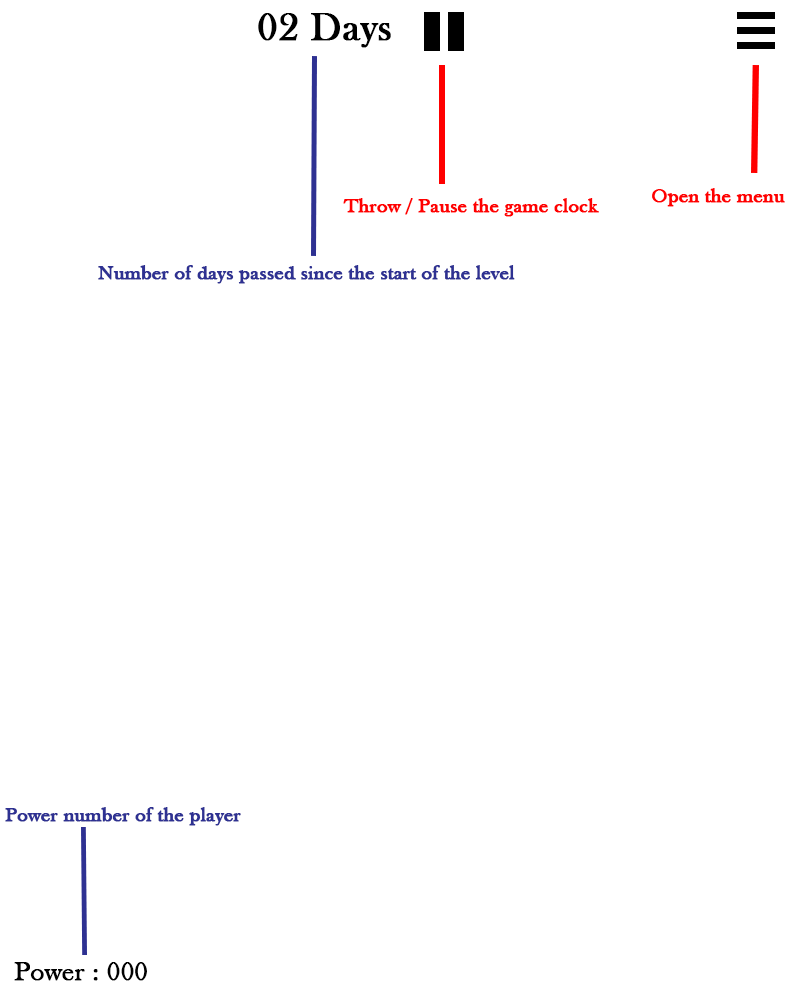 02 Days
Throw / Pause the game clock
Open the menu
Number of days passed since the start of the level
Power number of the player
Power : 000